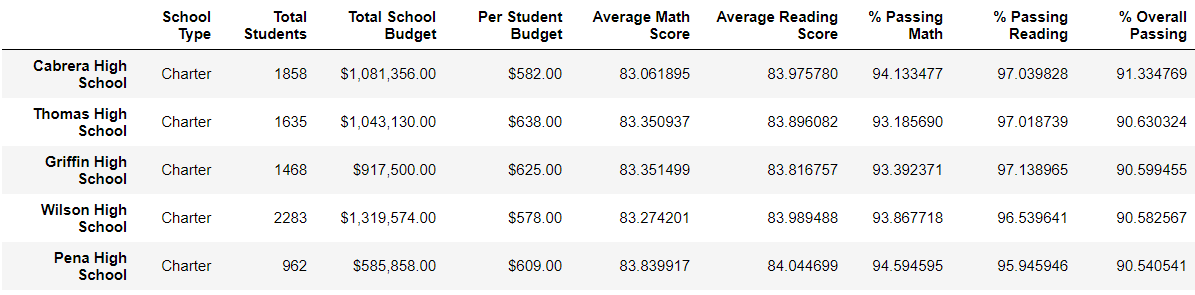 School Type Total Students Total School Budget Per Student Budget Average Math Score Average Reading Score % Passing Math % Passing Reading % Overall Passing
Cabrera High School Charter 1858 $1,081,356.00 $582.00 83.061895 83.975780 94.133477 97.039828 91.334769
Thomas High School Charter 1635 $1,043,130.00 $638.00 83.350937 83.896082 93.185690 97.018739 90.630324
Griffin High School Charter 1468 $917,500.00 $625.00 83.351499 83.816757 93.392371 97.138965 90.599455
Wilson High School Charter 2283 $1,319,574.00 $578.00 83.274201 83.989488 93.867718 96.539641 90.582567
Pena High School Charter 962 $585,858.00 $609.00 83.839917 84.044699 94.594595 95.945946 90.540541